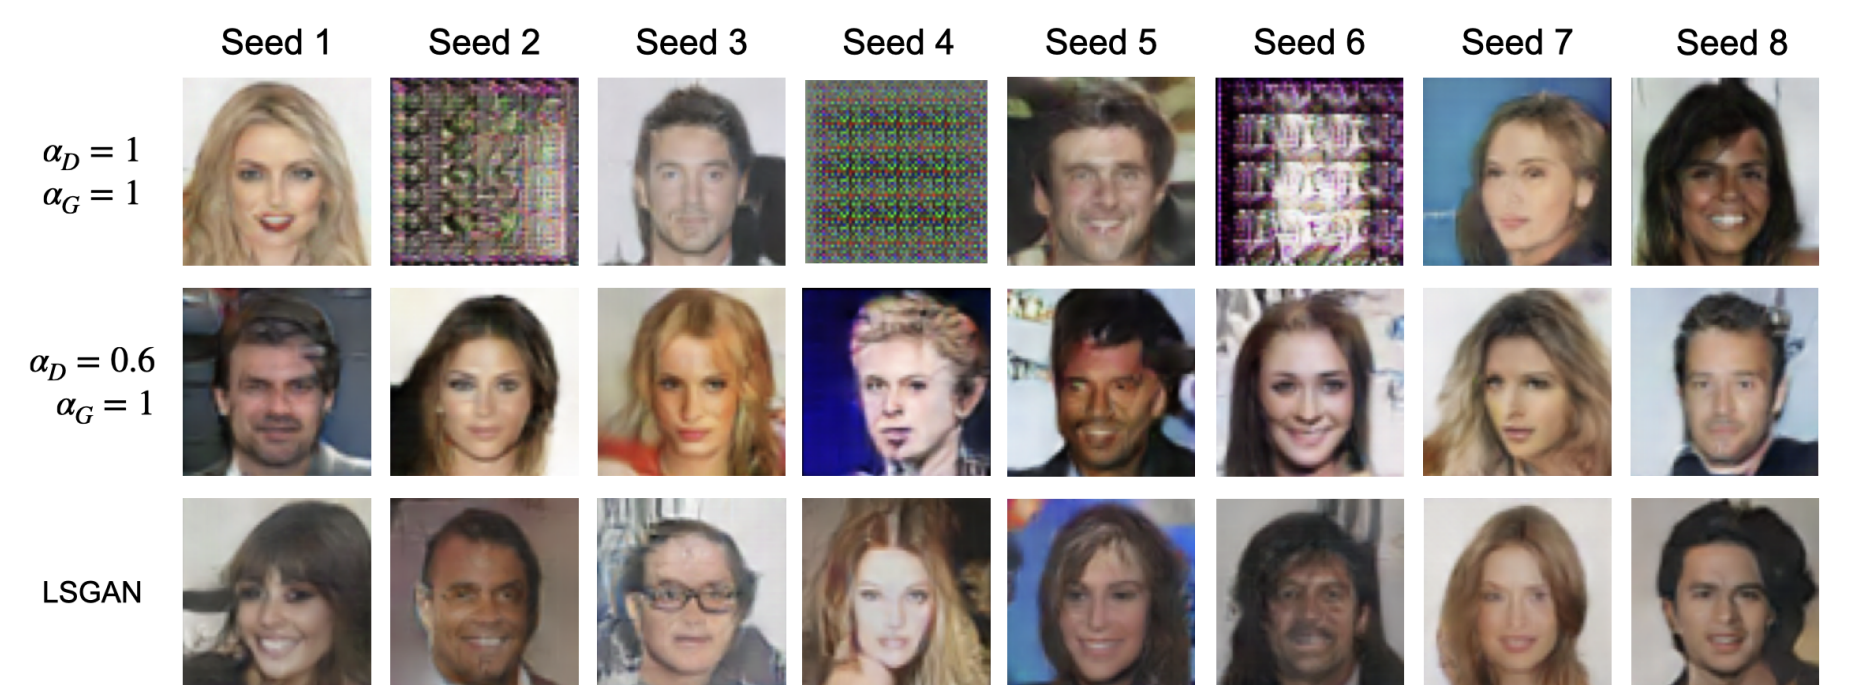 Seed 1 Seed 2 Seed 3 Seed 4 Seed 5 Seed 6 Seed 7 Seed 8
α_D = 1
α_G = 1
α_D = 0.6
α_G = 1
LSGAN